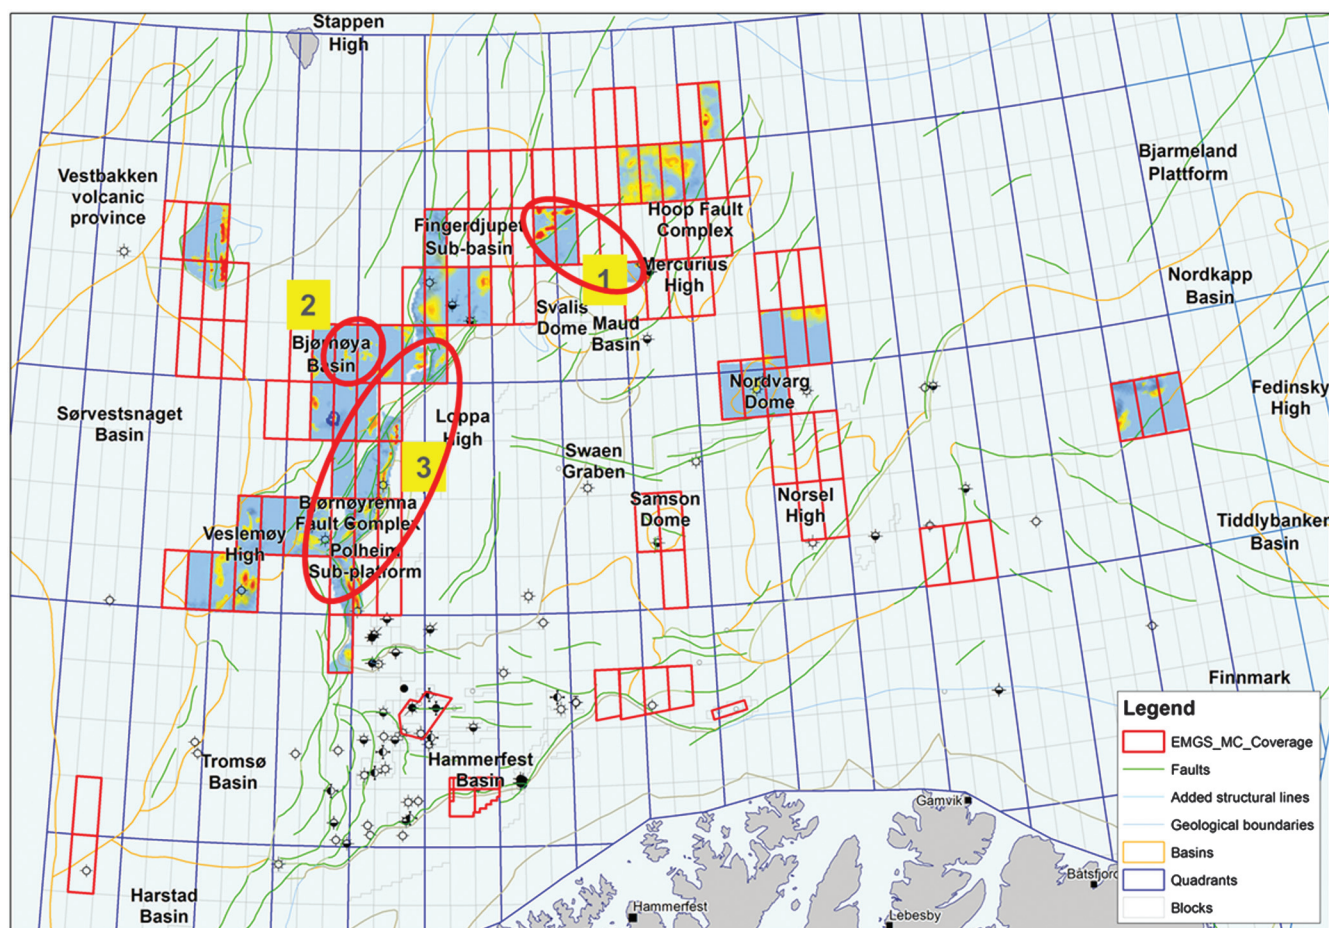 Stappen
High
Vestbakken
volcanic
province
Bjarmeland
Plattform
Fingerdjupet
Sub-basin
Hoop Fault
Complex
1
Mercurius
High
Nordkapp
Basin
2
Svalis
Dome
Maud
Basin
Bjørnøya
Basin
Nordvarg
Dome
Fedinsky
High
Sørvestsnaget
Basin
Loppa
High
3
Swaen
Graben
Samson
Dome
Norsel
High
Bjørnøyrenna
Fault Complex
Tiddlybanken
Basin
Veslemøy
High
Polheim
Sub-platform
Finnmark
Tromsø
Basin
Hammerfest
Basin
Harstad
Basin
Gamvik
Båtsfjord
Hammerfest
Lebesby
Legend
EMGS_MC_Coverage
Faults
Added structural lines
Geological boundaries
Basins
Quadrants
Blocks